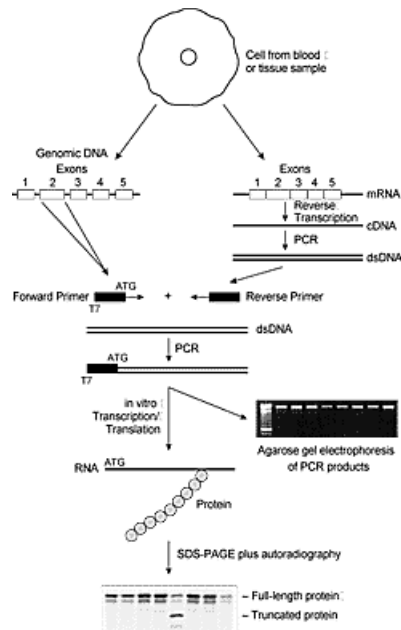 Cell from blood
or tissue sample
Genomic DNA
Exons
1 2 3 4 5
Exons
1 2 3 4 5
mRNA
Reverse
Transcription
cDNA
PCR
dsDNA
ATG
Forward Primer
+
Reverse Primer
T7
dsDNA
PCR
ATG
T7
in vitro
Transcription/
Translation
Agarose gel electophoresis
of PCR products
RNA
ATG
Protein
SDS-PAGE plus autoradiography
– Full-length protein
– Truncated protein